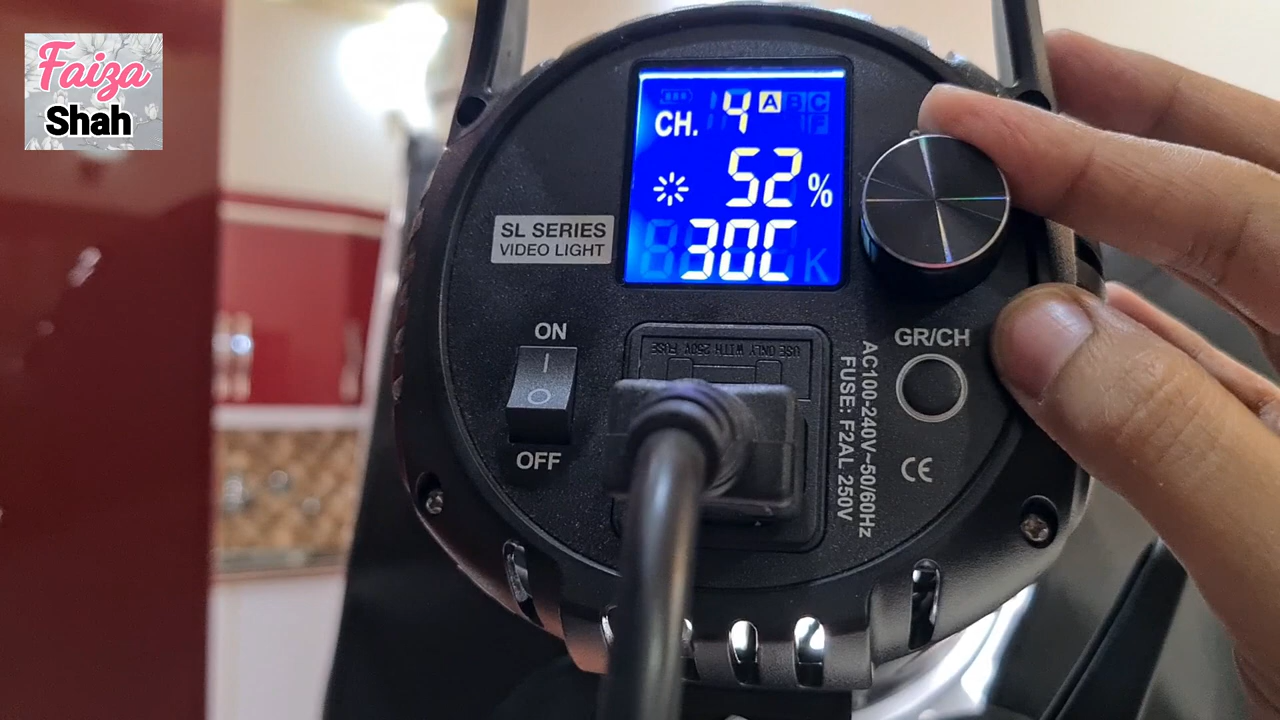 Faiza
Shah
CH. 4 A B C
F
52 %
30C K
SL SERIES
VIDEO LIGHT
ON
OFF
USE ONLY WITH 250V FUSE
GR/CH
AC100-240V~50/60Hz
FUSE: F2AL 250V
CE